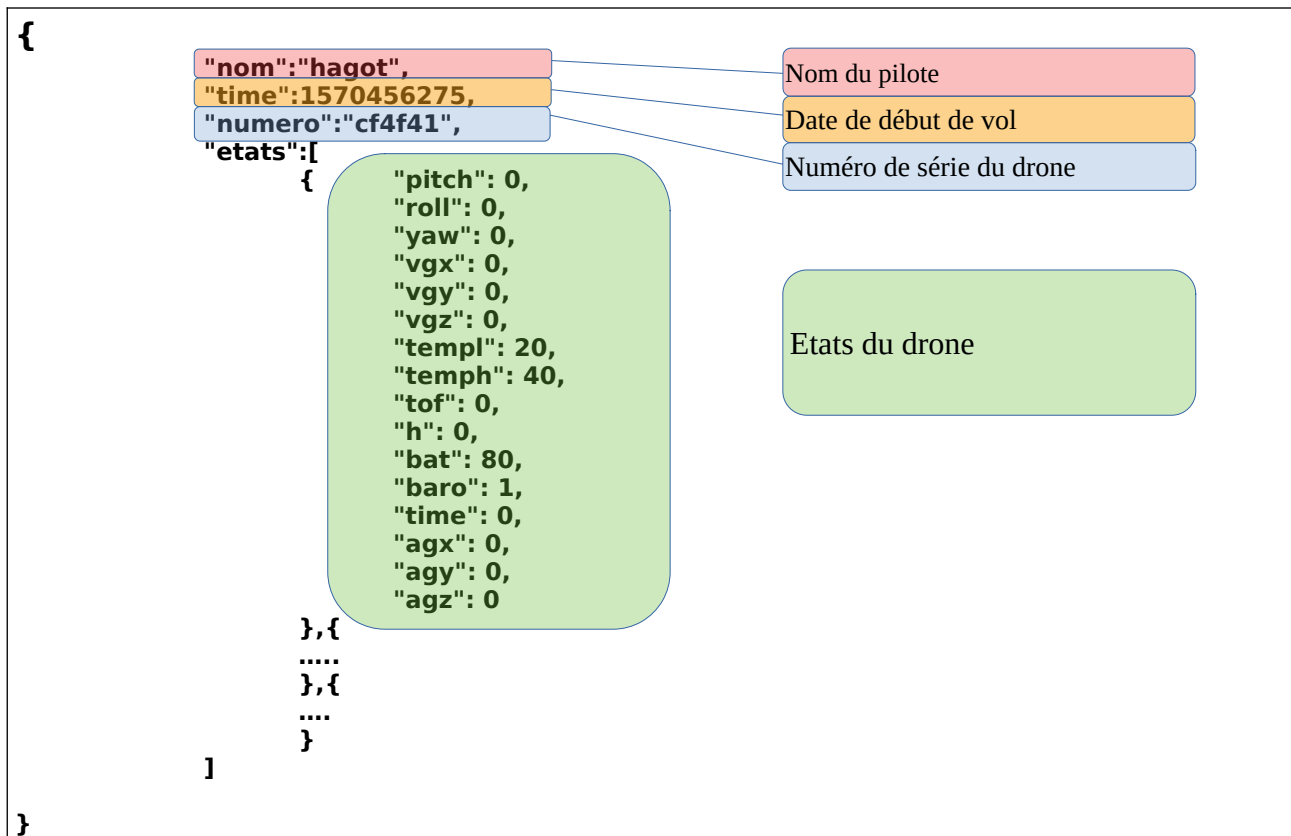 {
"nom":"hagot",
"time":1570456275,
"numero":"cf4f41",
"etats":[
{
"pitch": 0,
"roll": 0,
"yaw": 0,
"vgx": 0,
"vgy": 0,
"vgz": 0,
"templ": 20,
"temph": 40,
"tof": 0,
"h": 0,
"bat": 80,
"baro": 1,
"time": 0,
"agx": 0,
"agy": 0,
"agz": 0
},{
…..
},{
….
}
]
}
Nom du pilote
Date de début de vol
Numéro de série du drone
Etats du drone